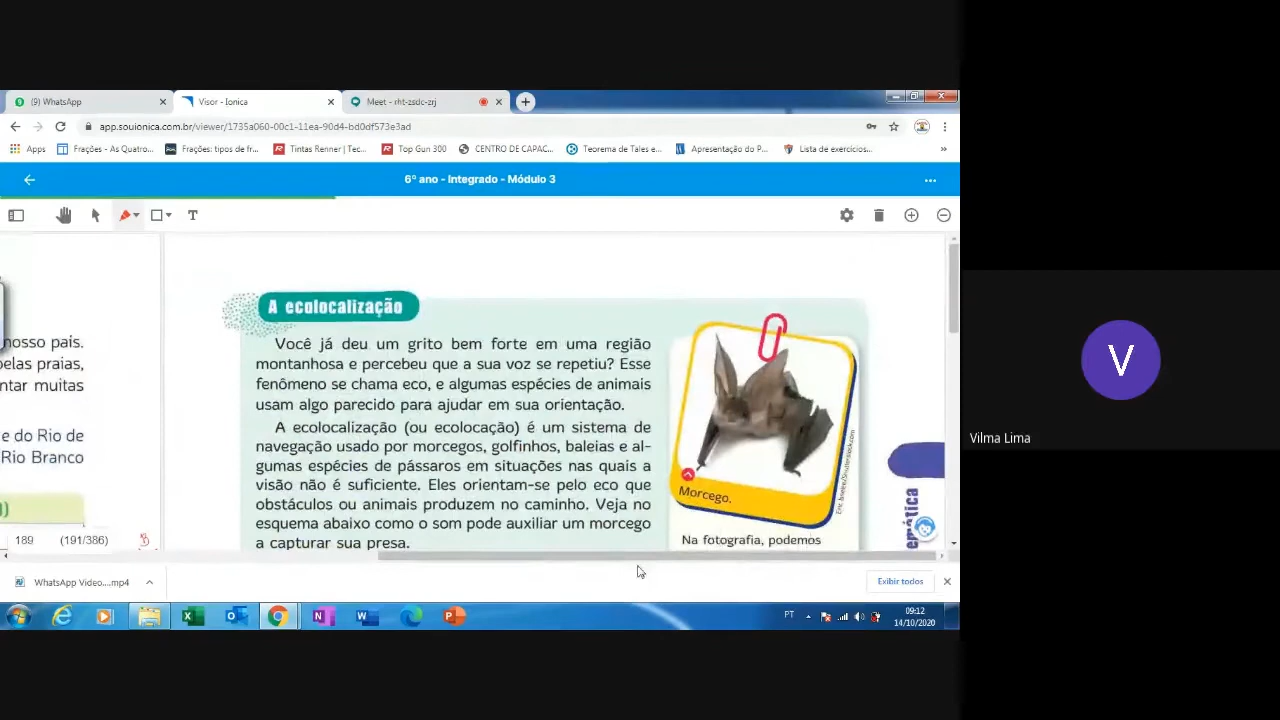 (9) WhatsApp
Visor - Ionica
Meet - rht-zsdc-zrj
app.souionica.com.br/viewer/1735a060-00c1-11ea-90d4-bd0df573e3ad
Apps
Frações - As Quatro...
Frações: tipos de fr...
Tintas Renner | Tec...
Top Gun 300
CENTRO DE CAPAC...
Teorema de Tales e...
Apresentação do P...
Lista de exercícios...
6º ano - Integrado - Módulo 3
nosso país.
pelas praias,
ntar muitas
e do Rio de
Rio Branco
189 (191/386)
A ecolocalização
Você já deu um grito bem forte em uma região
montanhosa e percebeu que a sua voz se repetiu? Esse
fenômeno se chama eco, e algumas espécies de animais
usam algo parecido para ajudar em sua orientação.
A ecolocalização (ou ecolocação) é um sistema de
navegação usado por morcegos, golfinhos, baleias e al-
gumas espécies de pássaros em situações nas quais a
visão não é suficiente. Eles orientam-se pelo eco que
obstáculos ou animais produzem no caminho. Veja no
esquema abaixo como o som pode auxiliar um morcego
a capturar sua presa.
Morcego.
Na fotografia, podemos
emática
V
Vilma Lima
WhatsApp Video....mp4
Exibir todos
PT
09:12
14/10/2020